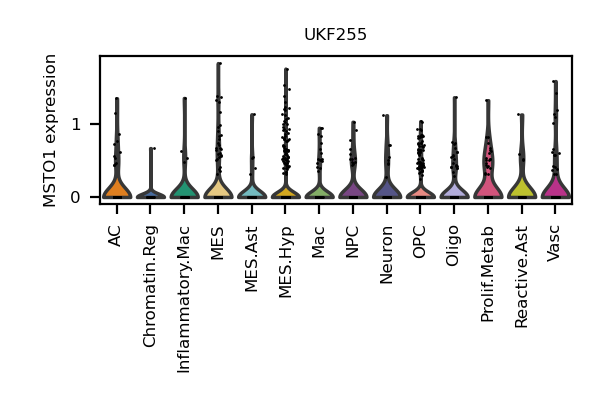 UKF255
MSTO1 expression
1
0
AC
Chromatin.Reg
Inflammatory.Mac
MES
MES.Ast
MES.Hyp
Mac
NPC
Neuron
OPC
Oligo
Prolif.Metab
Reactive.Ast
Vasc